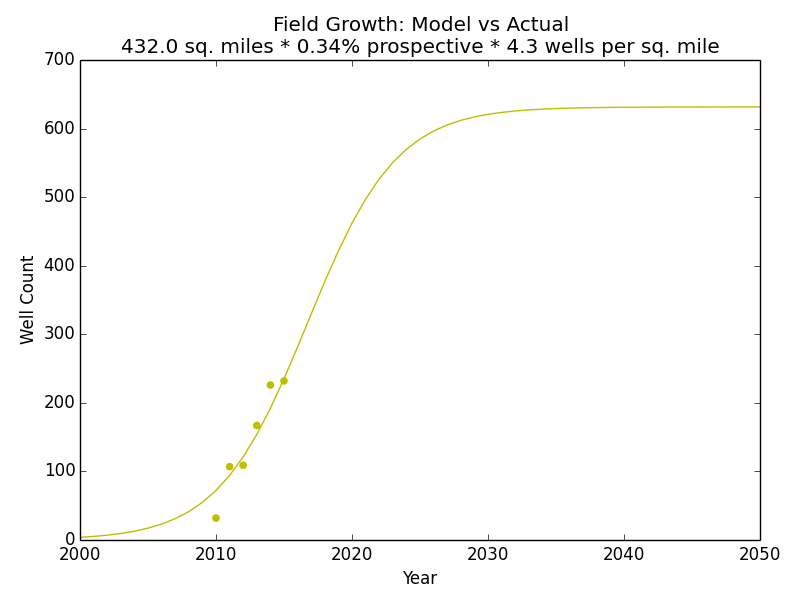 Field Growth: Model vs Actual
432.0 sq. miles * 0.34% prospective * 4.3 wells per sq. mile
700
600
500
400
300
200
100
0
Well Count
2000 2010 2020 2030 2040 2050
Year